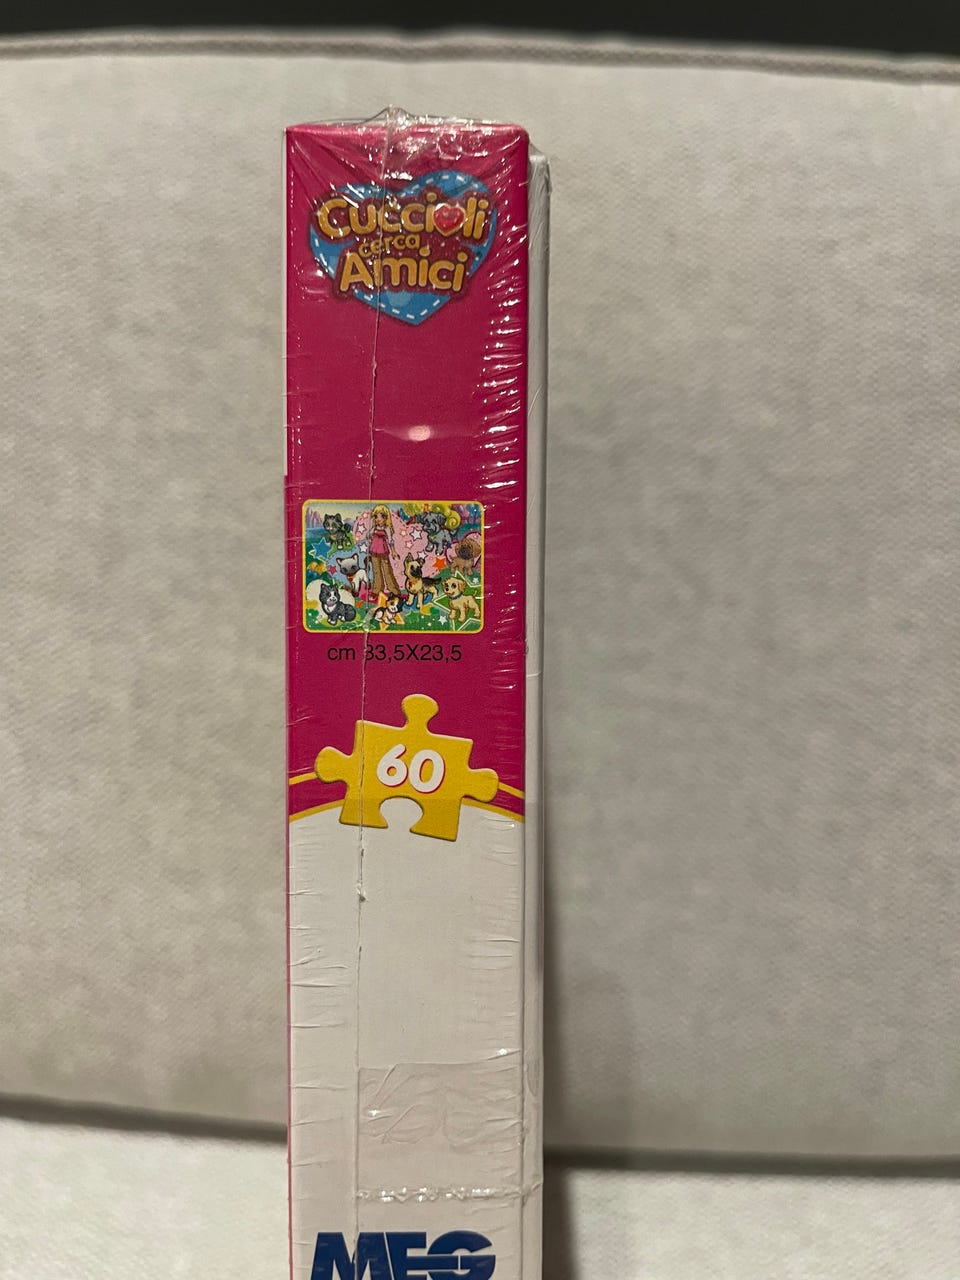 Cuccioli
cerca
Amici
cm 33,5X23,5
60
MEG